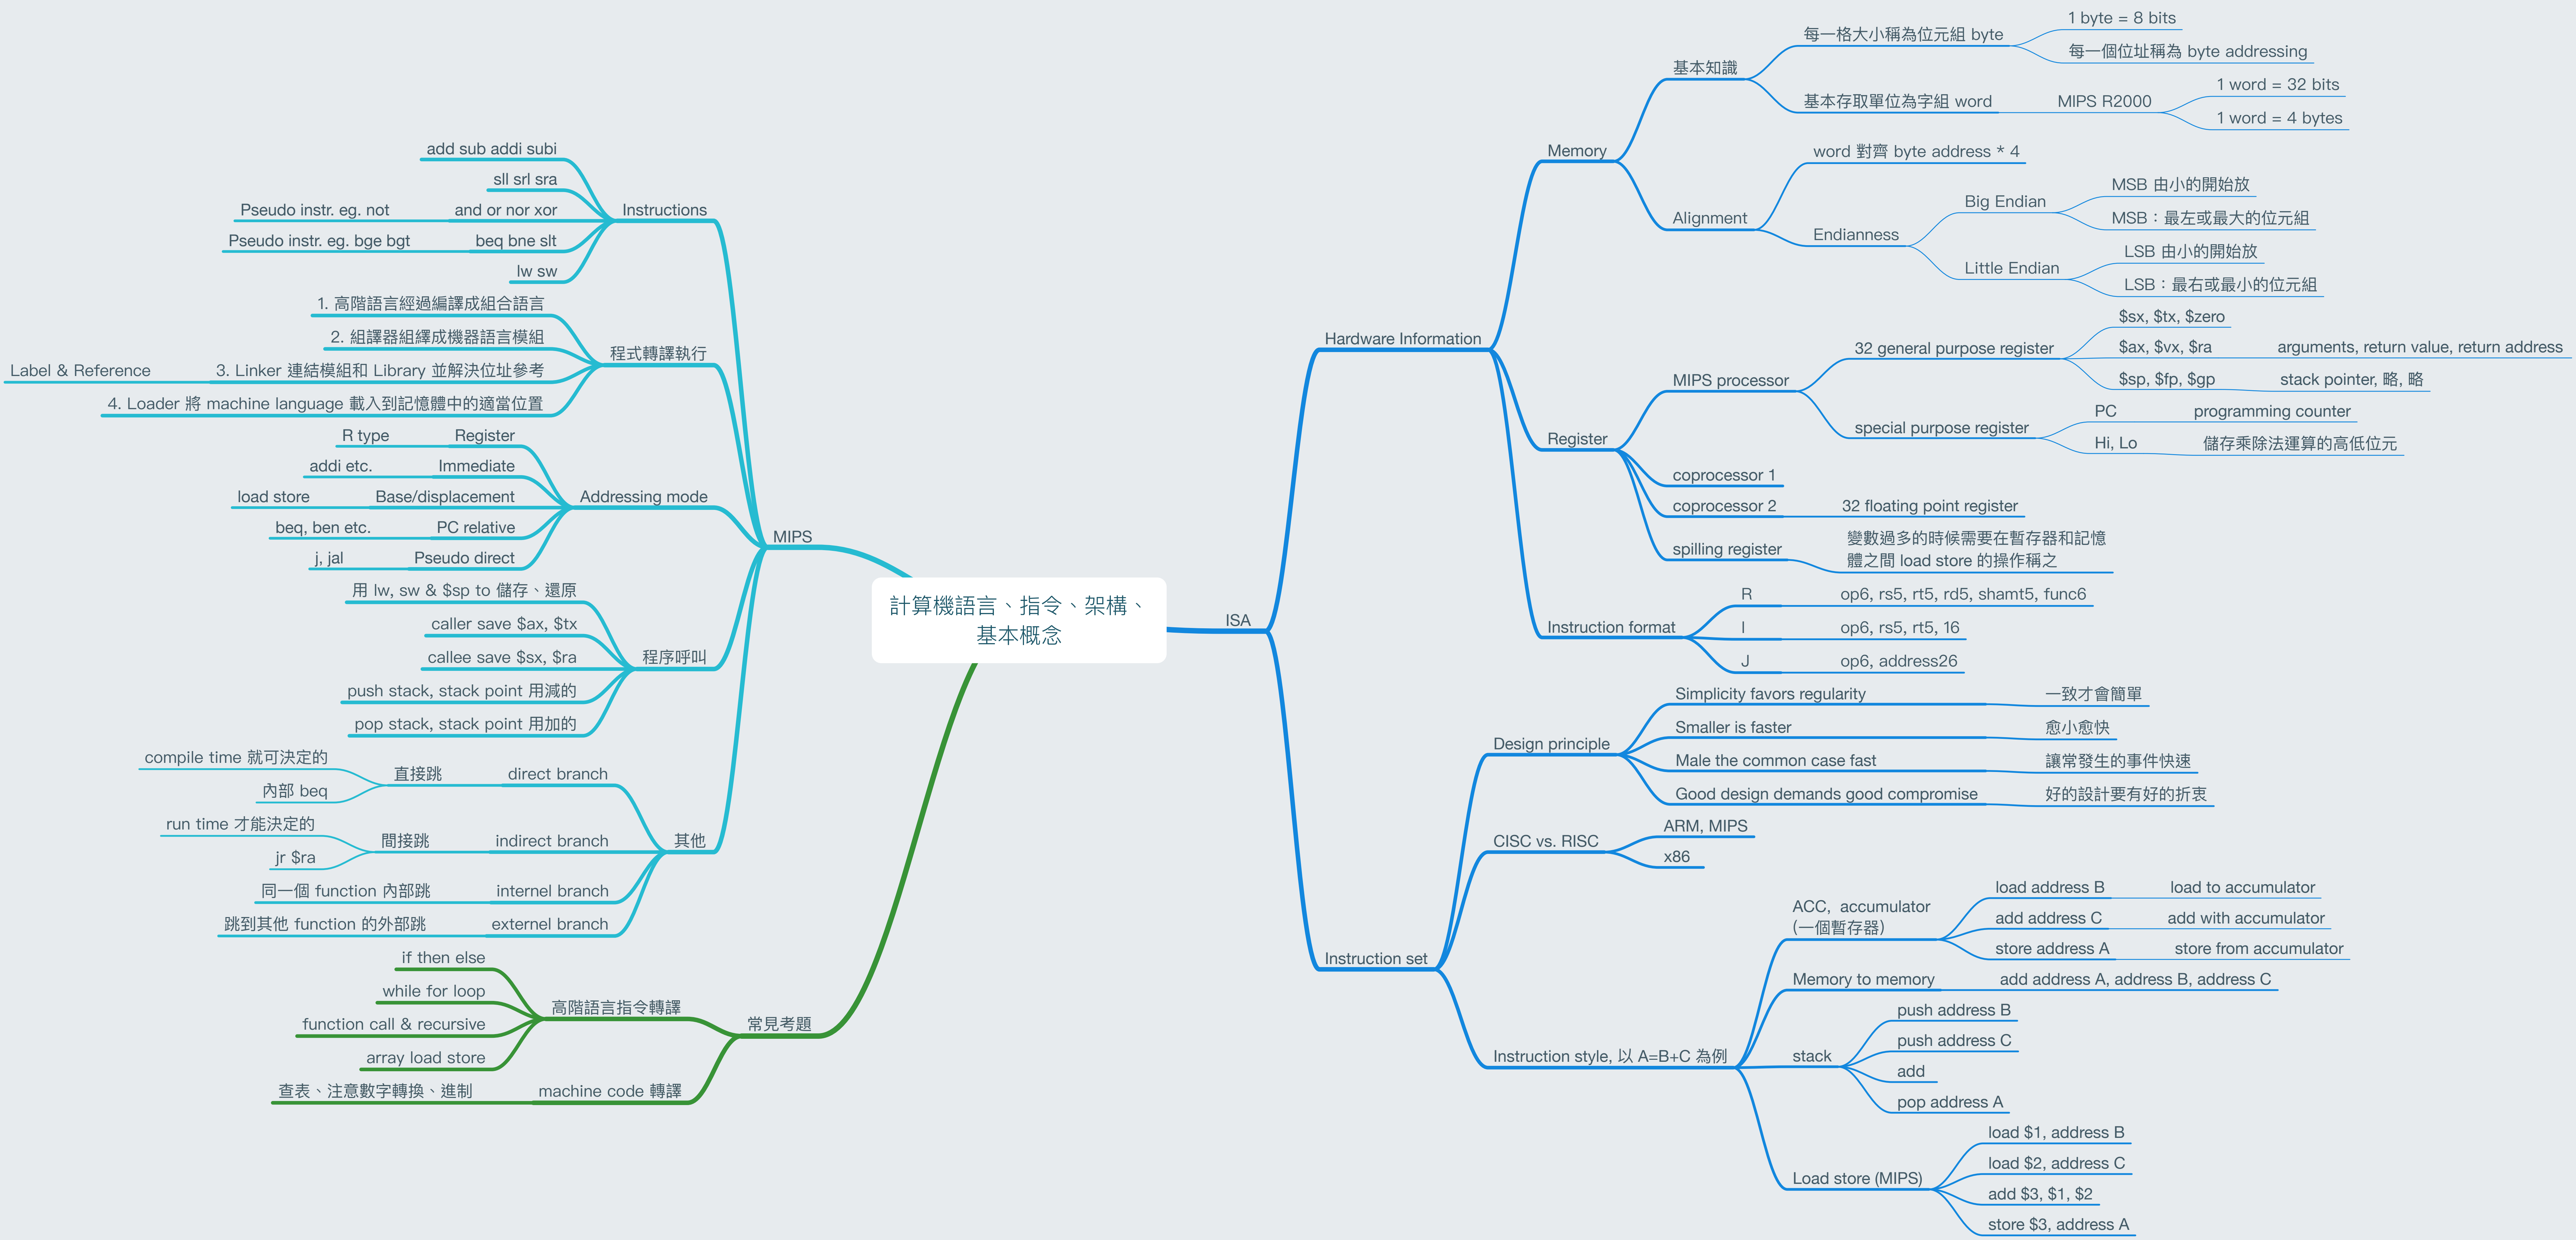 計算機語言、指令、架構、
基本概念
MIPS
Instructions
add sub addi subi
sll srl sra
and or nor xor
Pseudo instr. eg. not
beq bne slt
Pseudo instr. eg. bge bgt
lw sw
程式轉譯執行
1. 高階語言經過編譯成組合語言
2. 組譯器組繹成機器語言模組
3. Linker 連結模組和 Library 並解決位址參考
Label & Reference
4. Loader 將 machine language 載入到記憶體中的適當位置
Addressing mode
Register
R type
Immediate
addi etc.
Base/displacement
load store
PC relative
beq, ben etc.
Pseudo direct
j, jal
程序呼叫
用 lw, sw & $sp to 儲存、還原
caller save $ax, $tx
callee save $sx, $ra
push stack, stack point 用減的
pop stack, stack point 用加的
其他
direct branch
直接跳
compile time 就可決定的
內部 beq
indirect branch
間接跳
run time 才能決定的
jr $ra
internel branch
同一個 function 內部跳
externel branch
跳到其他 function 的外部跳
常見考題
高階語言指令轉譯
if then else
while for loop
function call & recursive
array load store
machine code 轉譯
查表、注意數字轉換、進制
ISA
Hardware Information
Memory
基本知識
每一格大小稱為位元組 byte
1 byte = 8 bits
每一個位址稱為 byte addressing
基本存取單位為字組 word
MIPS R2000
1 word = 32 bits
1 word = 4 bytes
Alignment
word 對齊 byte address * 4
Endianness
Big Endian
MSB 由小的開始放
MSB：最左或最大的位元組
Little Endian
LSB 由小的開始放
LSB：最右或最小的位元組
Register
MIPS processor
32 general purpose register
$sx, $tx, $zero
$ax, $vx, $ra
arguments, return value, return address
$sp, $fp, $gp
stack pointer, 略, 略
special purpose register
PC
programming counter
Hi, Lo
儲存乘除法運算的高低位元
coprocessor 1
coprocessor 2
32 floating point register
spilling register
變數過多的時候需要在暫存器和記憶
體之間 load store 的操作稱之
Instruction format
R
op6, rs5, rt5, rd5, shamt5, func6
I
op6, rs5, rt5, 16
J
op6, address26
Instruction set
Design principle
Simplicity favors regularity
一致才會簡單
Smaller is faster
愈小愈快
Male the common case fast
讓常發生的事件快速
Good design demands good compromise
好的設計要有好的折衷
CISC vs. RISC
ARM, MIPS
x86
Instruction style, 以 A=B+C 為例
ACC, accumulator
(一個暫存器)
load address B
load to accumulator
add address C
add with accumulator
store address A
store from accumulator
Memory to memory
add address A, address B, address C
stack
push address B
push address C
add
pop address A
Load store (MIPS)
load $1, address B
load $2, address C
add $3, $1, $2
store $3, address A